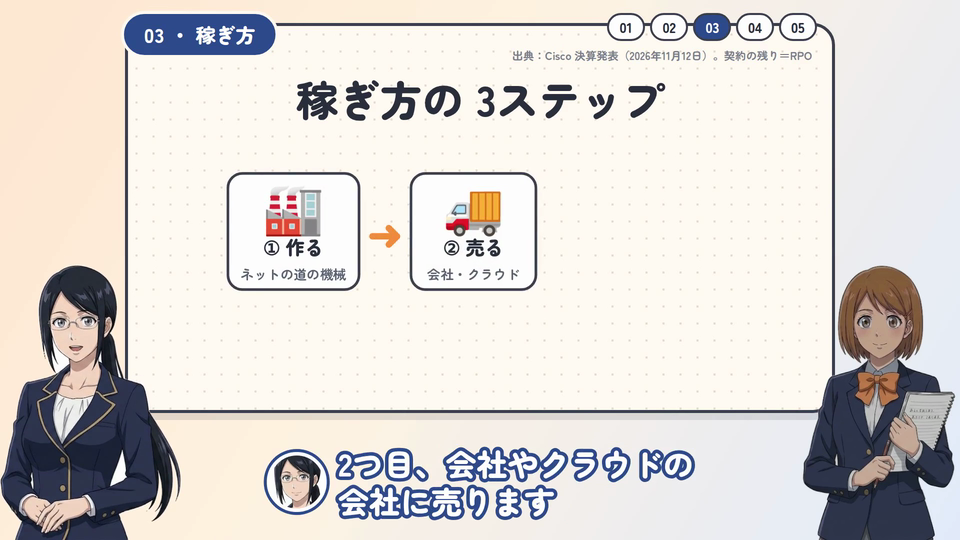 03・稼ぎ方
01 02 03 04 05
出典：Cisco 決算発表（2026年11月12日）。契約の残り＝RPO
稼ぎ方の 3ステップ
① 作る
ネットの道の機械
② 売る
会社・クラウド
2つ目、会社やクラウドの
会社に売ります